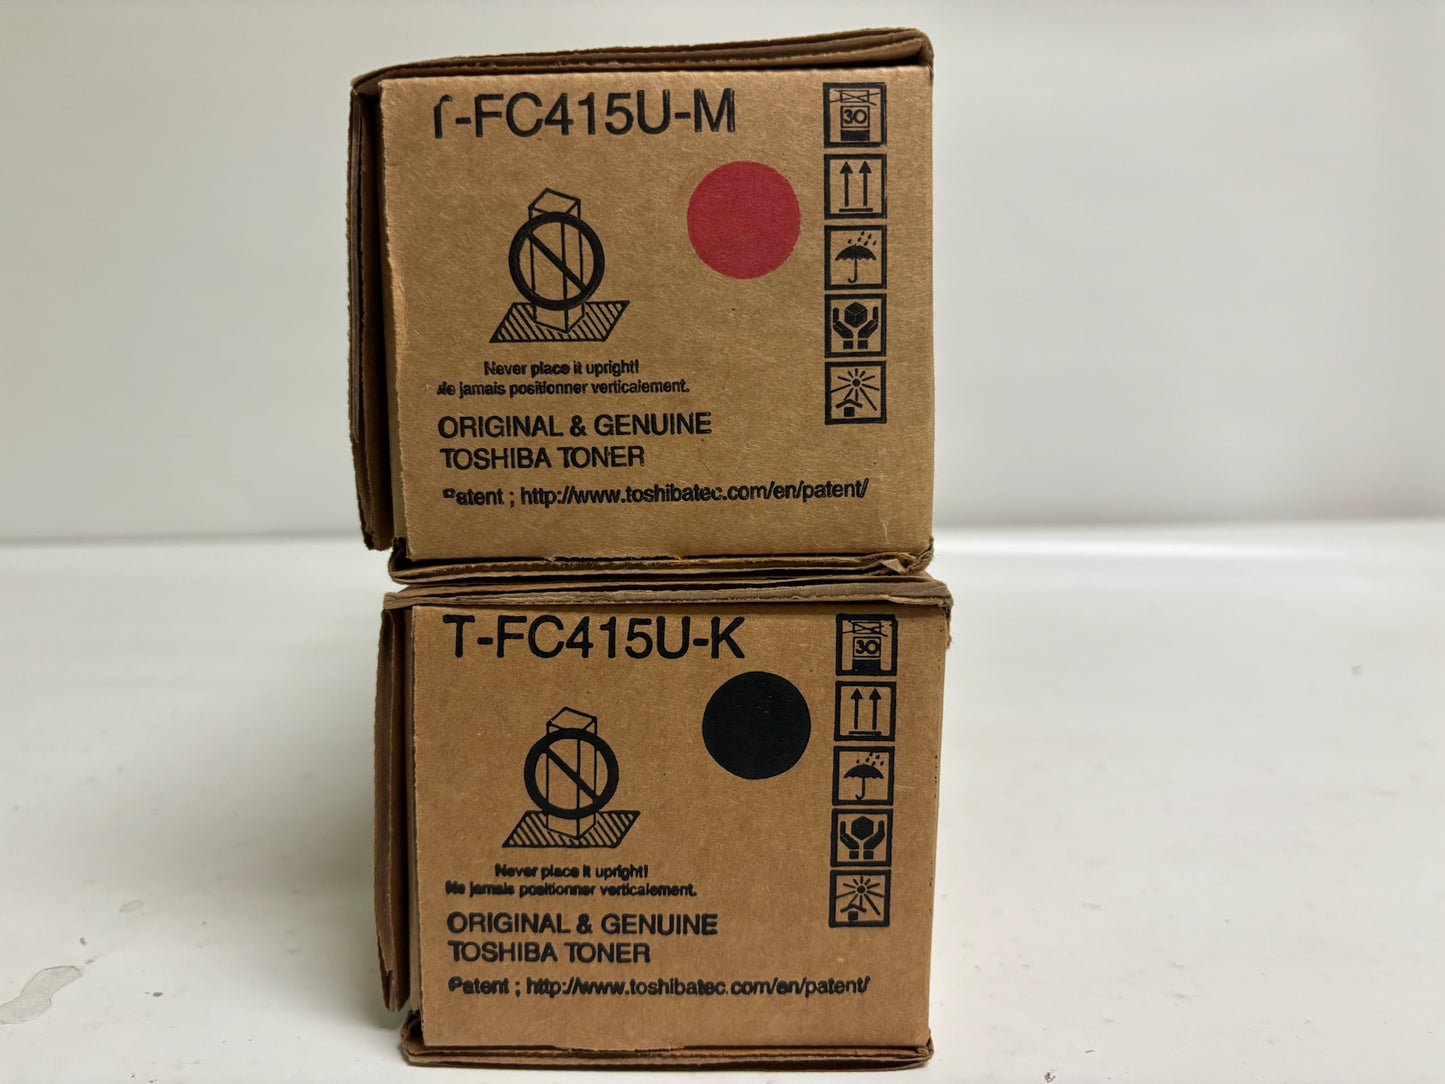 T-FC415U-M
30
Never place it upright!
Ne jamais positionner verticalement.
ORIGINAL & GENUINE
TOSHIBA TONER
Patent ; http://www.toshibatec.com/en/patent/
T-FC415U-K
30
Never place it upright!
Ne jamais positionner verticalement.
ORIGINAL & GENUINE
TOSHIBA TONER
Patent ; http://www.toshibatec.com/en/patent/